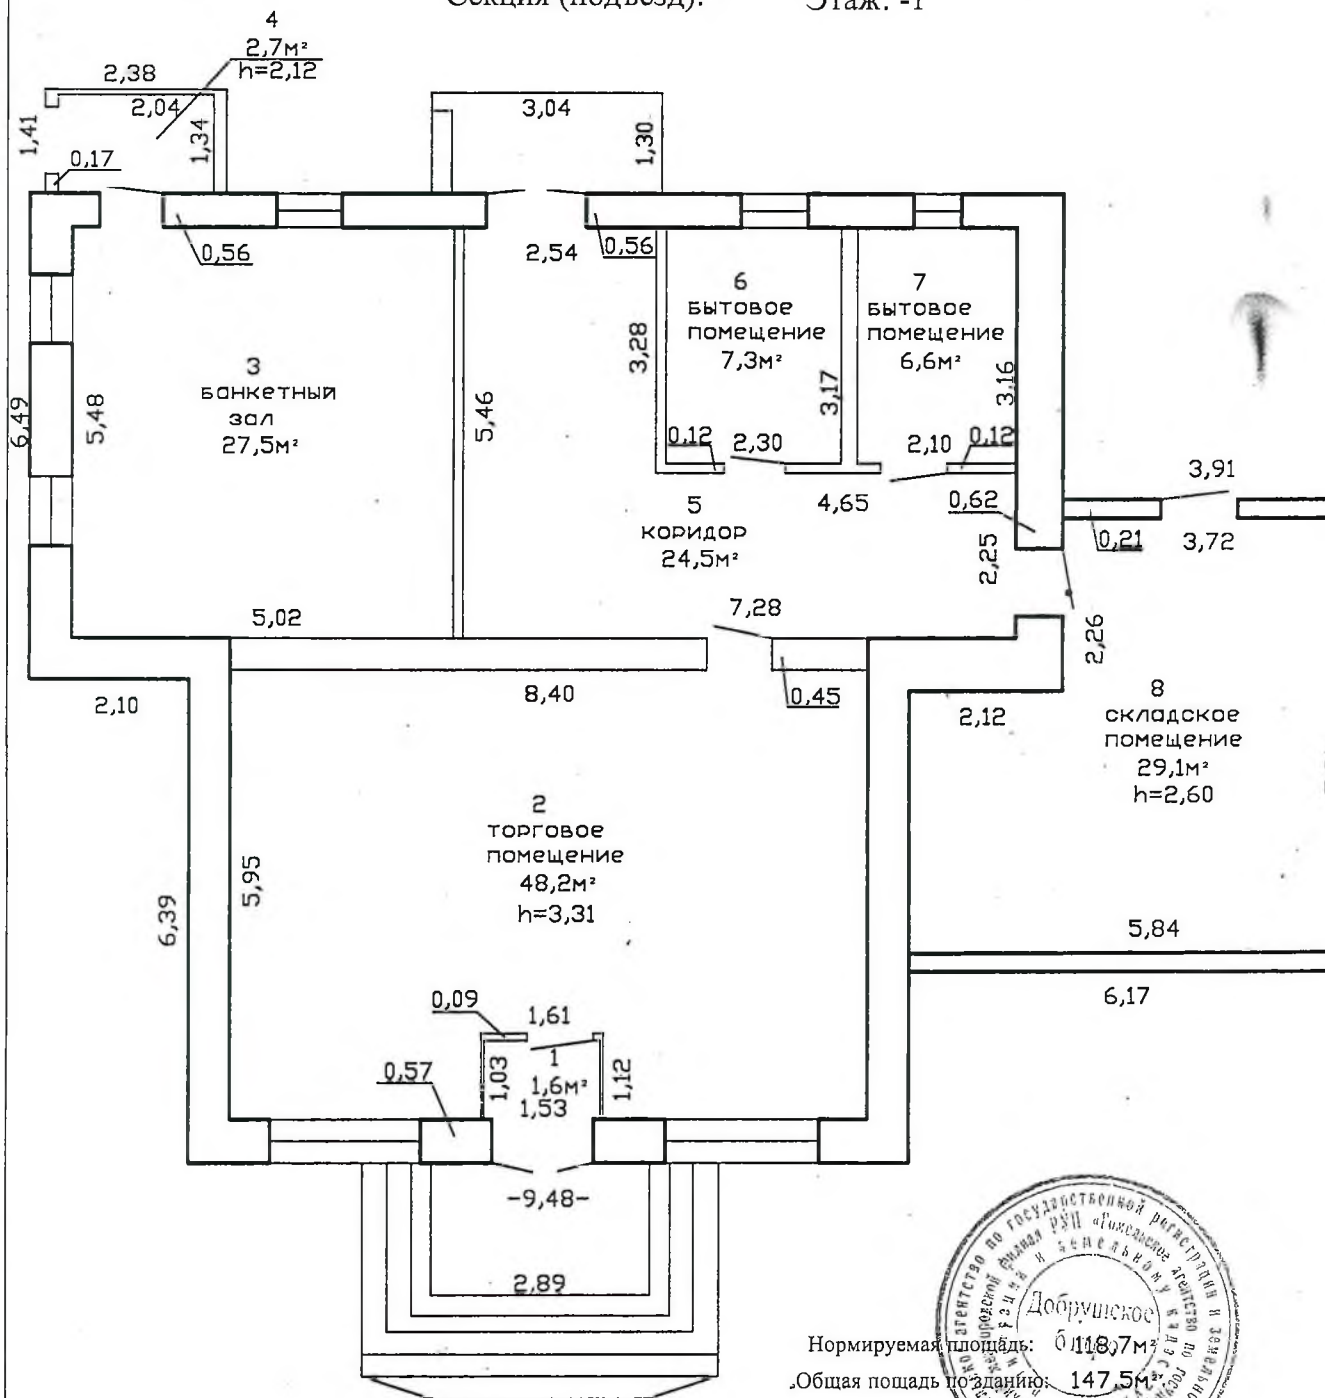 Секция (подъезд): Этаж: -1
4
2,7м²
h=2,12
2,38
2,04
1,41
1,34
0,17
3,04
1,30
0,56
2,54
0,56
6
Бытовое
помещение
7,3м²
7
Бытовое
помещение
6,6м²
3
Банкетный
зал
27,5м²
6,49
5,48
5,46
3,28
3,17
3,16
0,12
2,30
2,10
0,12
5
коридор
24,5м²
4,65
0,62
2,25
3,91
0,21
3,72
5,02
7,28
2,26
2,10
8,40
0,45
2,12
8
складское
помещение
29,1м²
h=2,60
2
торговое
помещение
48,2м²
h=3,31
5,95
6,39
5,84
6,17
0,09
1,61
0,57
1,03
1
1,6м²
1,53
1,12
-9,48-
2,89
Добрушское
бюро
Нормируемая площадь: 118,7м²
Общая пощадь по зданию: 147,5м²